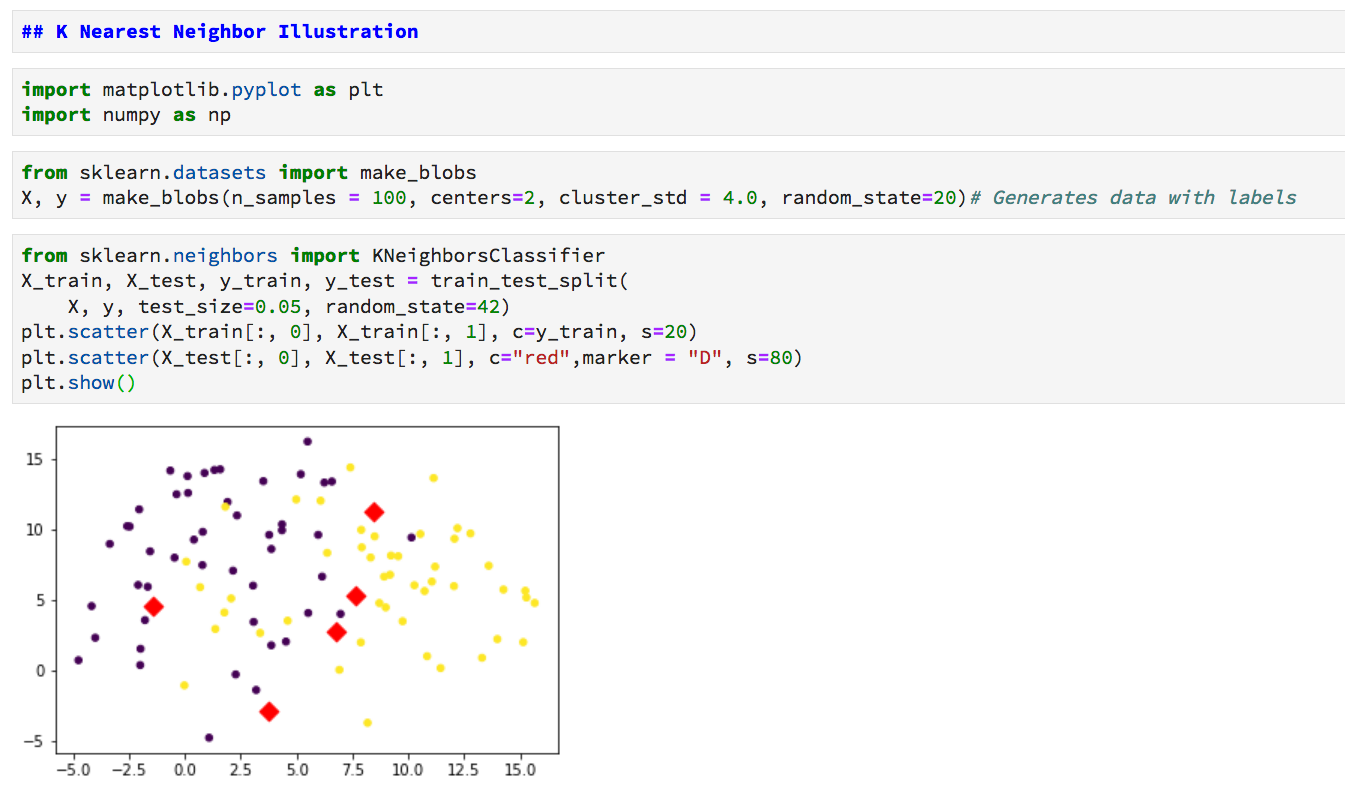 ## K Nearest Neighbor Illustration
import matplotlib.pyplot as plt
import numpy as np
from sklearn.datasets import make_blobs
X, y = make_blobs(n_samples = 100, centers=2, cluster_std = 4.0, random_state=20)# Generates data with labels
from sklearn.neighbors import KNeighborsClassifier
X_train, X_test, y_train, y_test = train_test_split(
    X, y, test_size=0.05, random_state=42)
plt.scatter(X_train[:, 0], X_train[:, 1], c=y_train, s=20)
plt.scatter(X_test[:, 0], X_test[:, 1], c="red",marker = "D", s=80)
plt.show()
15
10
5
0
−5
−5.0 −2.5 0.0 2.5 5.0 7.5 10.0 12.5 15.0